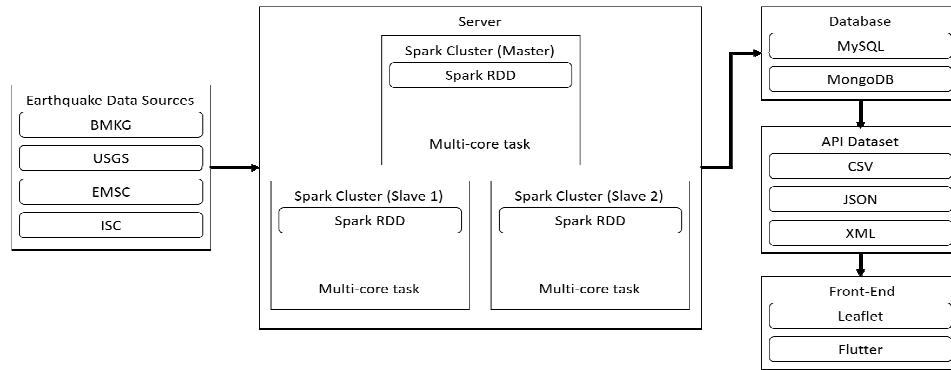 Earthquake Data Sources
BMKG
USGS
EMSC
ISC
Server
Spark Cluster (Master)
Spark RDD
Multi-core task
Spark Cluster (Slave 1)
Spark RDD
Multi-core task
Spark Cluster (Slave 2)
Spark RDD
Multi-core task
Database
MySQL
MongoDB
API Dataset
CSV
JSON
XML
Front-End
Leaflet
Flutter